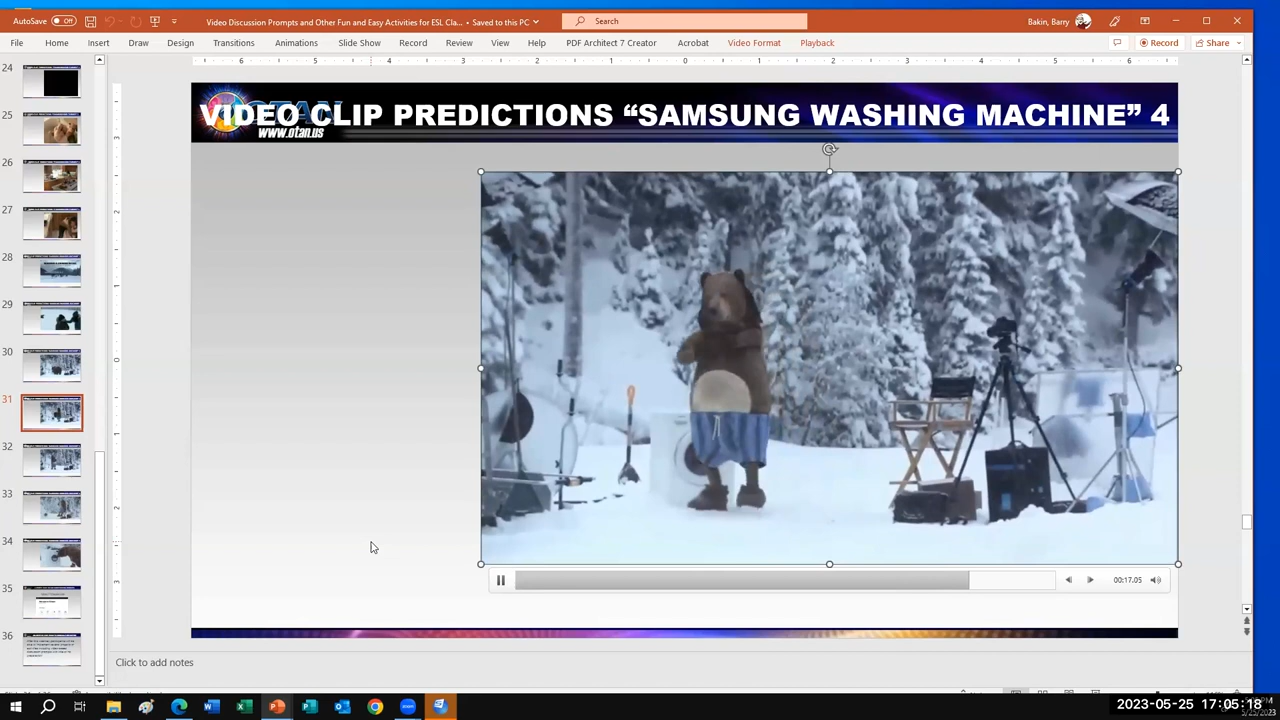 AutoSave Off
Video Discussion Prompts and Other Fun and Easy Activities for ESL Cla... • Saved to this PC
Search
Bakin, Barry
File Home Insert Draw Design Transitions Animations Slide Show Record Review View Help PDF Architect 7 Creator Acrobat Video Format Playback
Record
Share
24
25
26
27
28
29
30
31
32
33
34
35
36
VIDEO CLIP PREDICTIONS “SAMSUNG WASHING MACHINE” 4
OTAN
www.otan.us
00:17.05
Click to add notes
2023-05-25 17:05:18